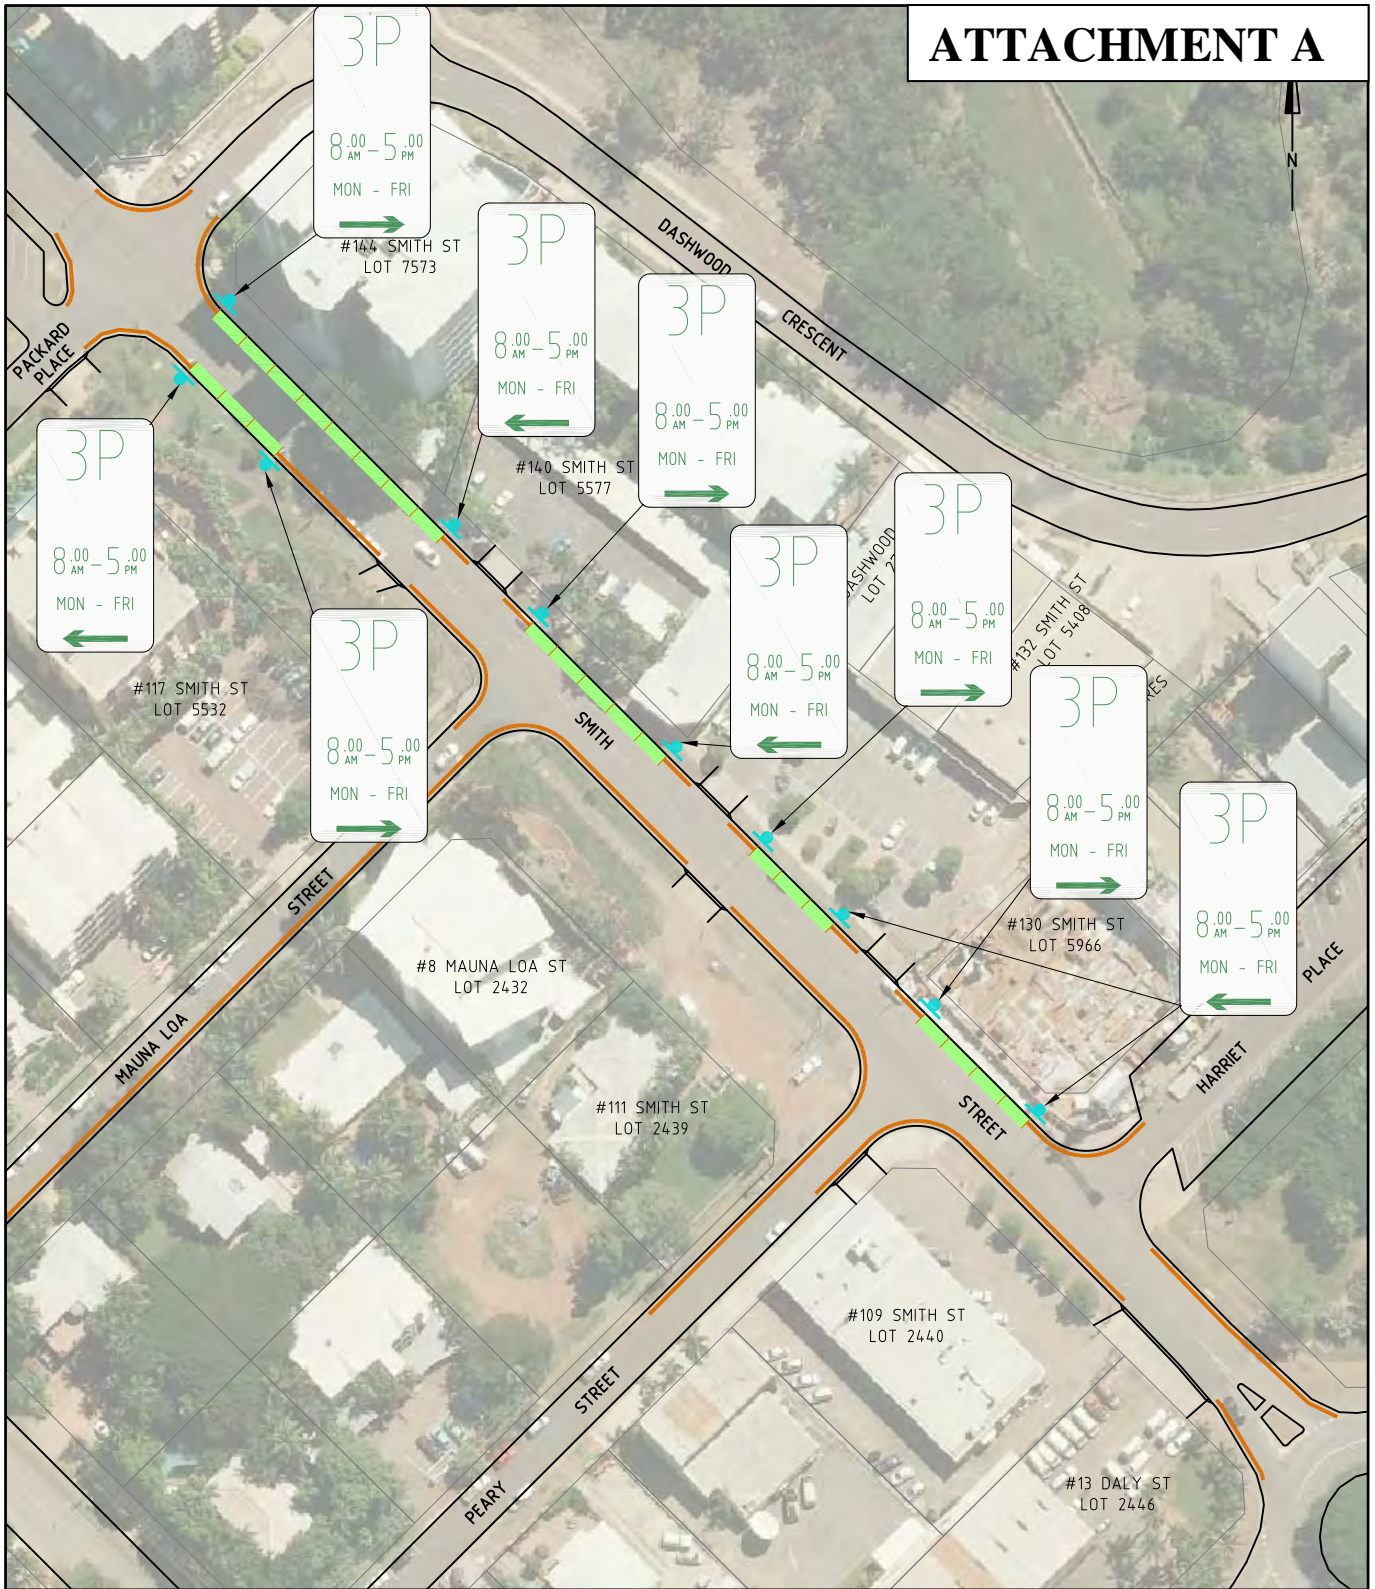 ATTACHMENT A
N
3P
8.00 AM - 5.00 PM
MON - FRI
#144 SMITH ST
LOT 7573
DASHWOOD
CRESCENT
3P
8.00 AM - 5.00 PM
MON - FRI
3P
8.00 AM - 5.00 PM
MON - FRI
#140 SMITH ST
LOT 5577
PACKARD
PLACE
3P
8.00 AM - 5.00 PM
MON - FRI
3P
8.00 AM - 5.00 PM
MON - FRI
3P
8.00 AM - 5.00 PM
MON - FRI
DASHWOOD
LOT
#132 SMITH ST
LOT 5408
#117 SMITH ST
LOT 5532
3P
8.00 AM - 5.00 PM
MON - FRI
SMITH
3P
8.00 AM - 5.00 PM
MON - FRI
3P
8.00 AM - 5.00 PM
MON - FRI
#130 SMITH ST
LOT 5966
STREET
MAUNA LOA
#8 MAUNA LOA ST
LOT 2432
PLACE
HARRIET
STREET
#111 SMITH ST
LOT 2439
#109 SMITH ST
LOT 2440
STREET
PEARY
#13 DALY ST
LOT 2446